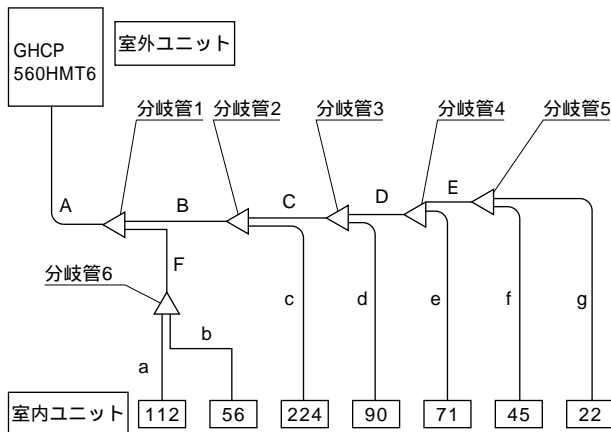 GHCP
560HMT6
室外ユニット
分岐管1
分岐管2
分岐管3
分岐管4
分岐管5
A
B
C
D
E
F
分岐管6
a
b
c
d
e
f
g
室内ユニット
112
56
224
90
71
45
22